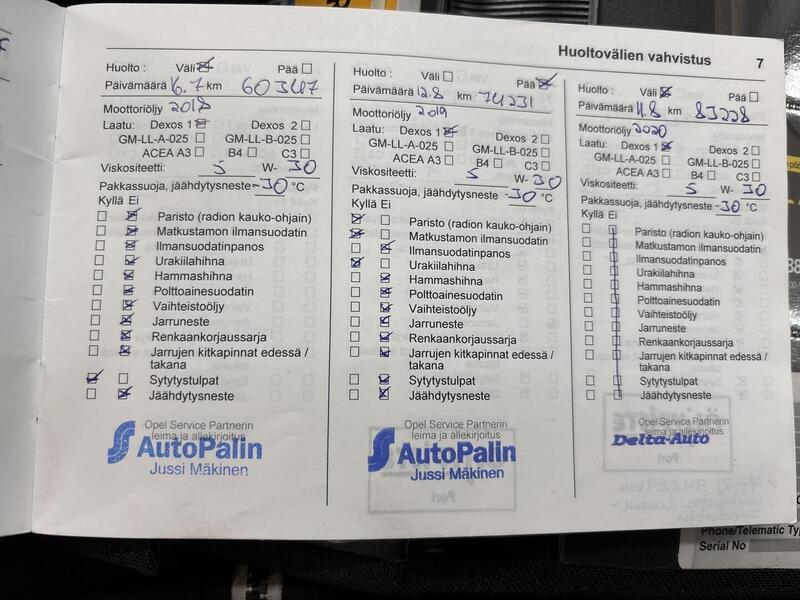 Huoltovälien vahvistus 7
Huolto : Väli Pää
Päivämäärä 16.7 km 60347
Moottoriöljy 2018
Laatu: Dexos 1 Dexos 2
GM-LL-A-025 GM-LL-B-025
ACEA A3 B4 C3
Viskositeetti: 5 W- 30
Pakkassuoja, jäähdytysneste -30 °C
Kyllä Ei
Paristo (radion kauko-ohjain)
Matkustamon ilmansuodatin
Ilmansuodatinpanos
Urakiilahihna
Hammashihna
Polttoainesuodatin
Vaihteistoöljy
Jarruneste
Renkaankorjaussarja
Jarrujen kitkapinnat edessä /
takana
Sytytystulpat
Jäähdytysneste
Opel Service Partnerin
leima ja allekirjoitus
AutoPalin
Jussi Mäkinen
Huolto : Väli Pää
Päivämäärä 12.8 km 74231
Moottoriöljy 2019
Laatu: Dexos 1 Dexos 2
GM-LL-A-025 GM-LL-B-025
ACEA A3 B4 C3
Viskositeetti: 5 W- 30
Pakkassuoja, jäähdytysneste -30 °C
Kyllä Ei
Paristo (radion kauko-ohjain)
Matkustamon ilmansuodatin
Ilmansuodatinpanos
Urakiilahihna
Hammashihna
Polttoainesuodatin
Vaihteistoöljy
Jarruneste
Renkaankorjaussarja
Jarrujen kitkapinnat edessä /
takana
Sytytystulpat
Jäähdytysneste
Opel Service Partnerin
leima ja allekirjoitus
AutoPalin
Jussi Mäkinen
Huolto : Väli Pää
Päivämäärä 11.8 km 83228
Moottoriöljy 2020
Laatu: Dexos 1 Dexos 2
GM-LL-A-025 GM-LL-B-025
ACEA A3 B4 C3
Viskositeetti: 5 W- 30
Pakkassuoja, jäähdytysneste -30 °C
Kyllä Ei
Paristo (radion kauko-ohjain)
Matkustamon ilmansuodatin
Ilmansuodatinpanos
Urakiilahihna
Hammashihna
Polttoainesuodatin
Vaihteistoöljy
Jarruneste
Renkaankorjaussarja
Jarrujen kitkapinnat edessä /
takana
Sytytystulpat
Jäähdytysneste
Opel Service Partnerin
leima ja allekirjoitus
Delta-Auto
Phone/Telematic
Serial No